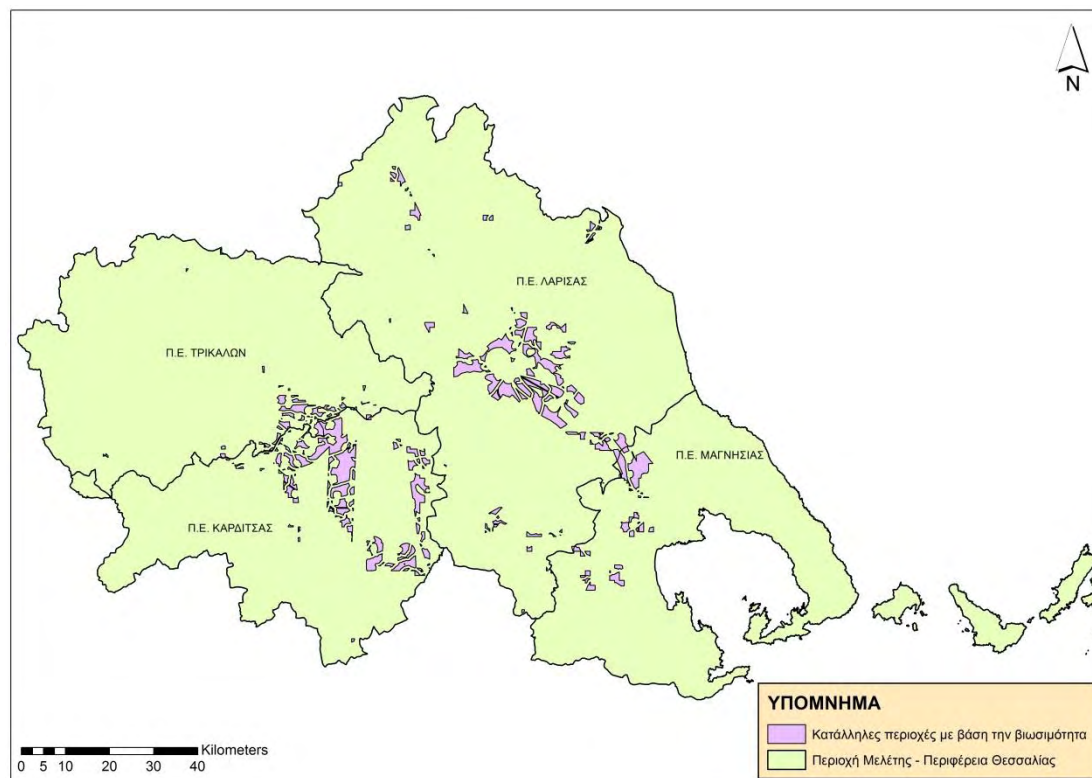 N
Π.Ε. ΛΑΡΙΣΑΣ
Π.Ε. ΤΡΙΚΑΛΩΝ
Π.Ε. ΜΑΓΝΗΣΙΑΣ
Π.Ε. ΚΑΡΔΙΤΣΑΣ
ΥΠΟΜΝΗΜΑ
Κατάλληλες περιοχές με βάση την βιωσιμότητα
Περιοχή Μελέτης - Περιφέρεια Θεσσαλίας
Kilometers
0 5 10 20 30 40